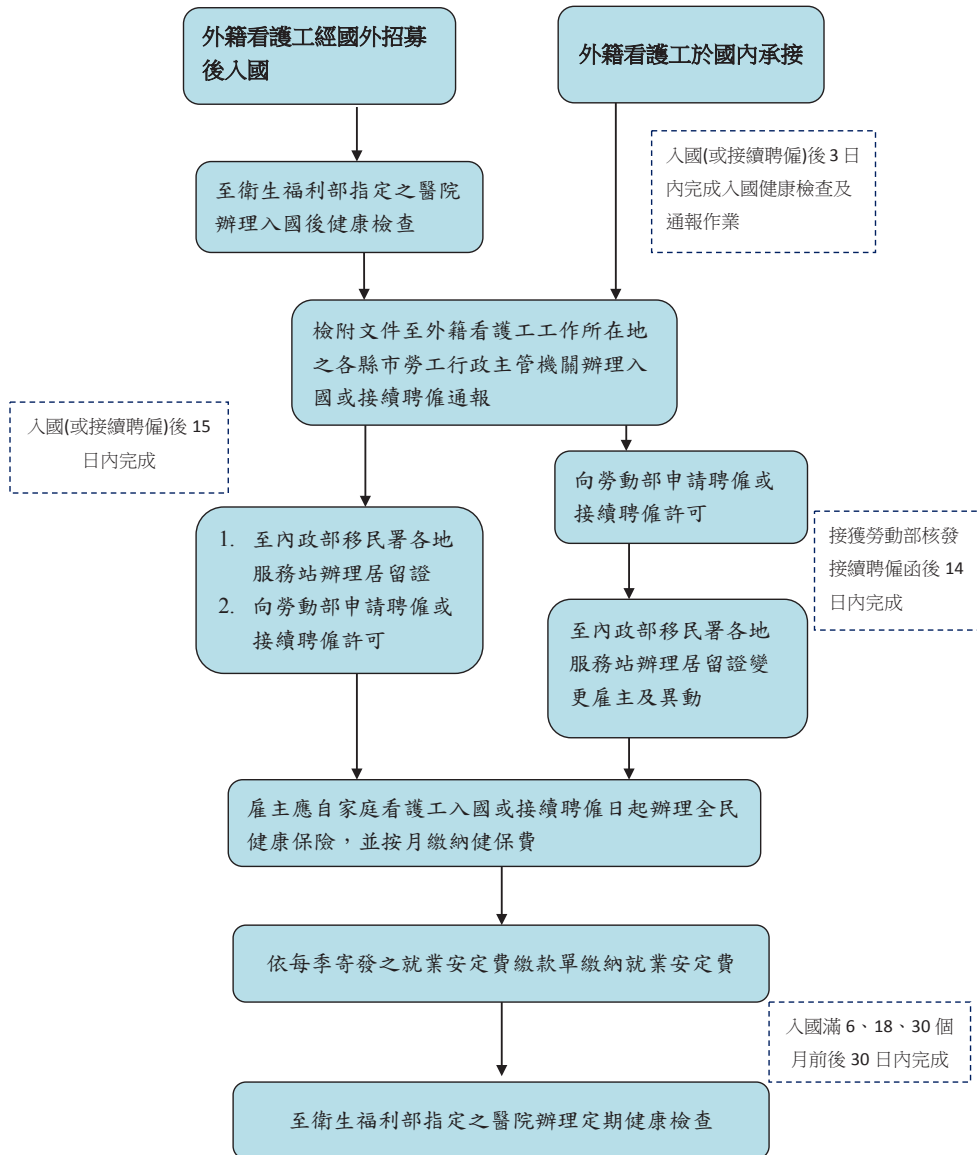 外籍看護工經國外招募
後入國
外籍看護工於國內承接
入國(或接續聘僱)後 3 日
內完成入國健康檢查及
通報作業
至衛生福利部指定之醫院
辦理入國後健康檢查
檢附文件至外籍看護工工作所在地
之各縣市勞工行政主管機關辦理入
國或接續聘僱通報
入國(或接續聘僱)後 15
日內完成
向勞動部申請聘僱或
接續聘僱許可
1. 至內政部移民署各地
服務站辦理居留證
2. 向勞動部申請聘僱或
接續聘僱許可
接獲勞動部核發
接續聘僱函後 14
日內完成
至內政部移民署各地
服務站辦理居留證變
更雇主及異動
雇主應自家庭看護工入國或接續聘僱日起辦理全民
健康保險，並按月繳納健保費
依每季寄發之就業安定費繳款單繳納就業安定費
入國滿 6、18、30 個
月前後 30 日內完成
至衛生福利部指定之醫院辦理定期健康檢查